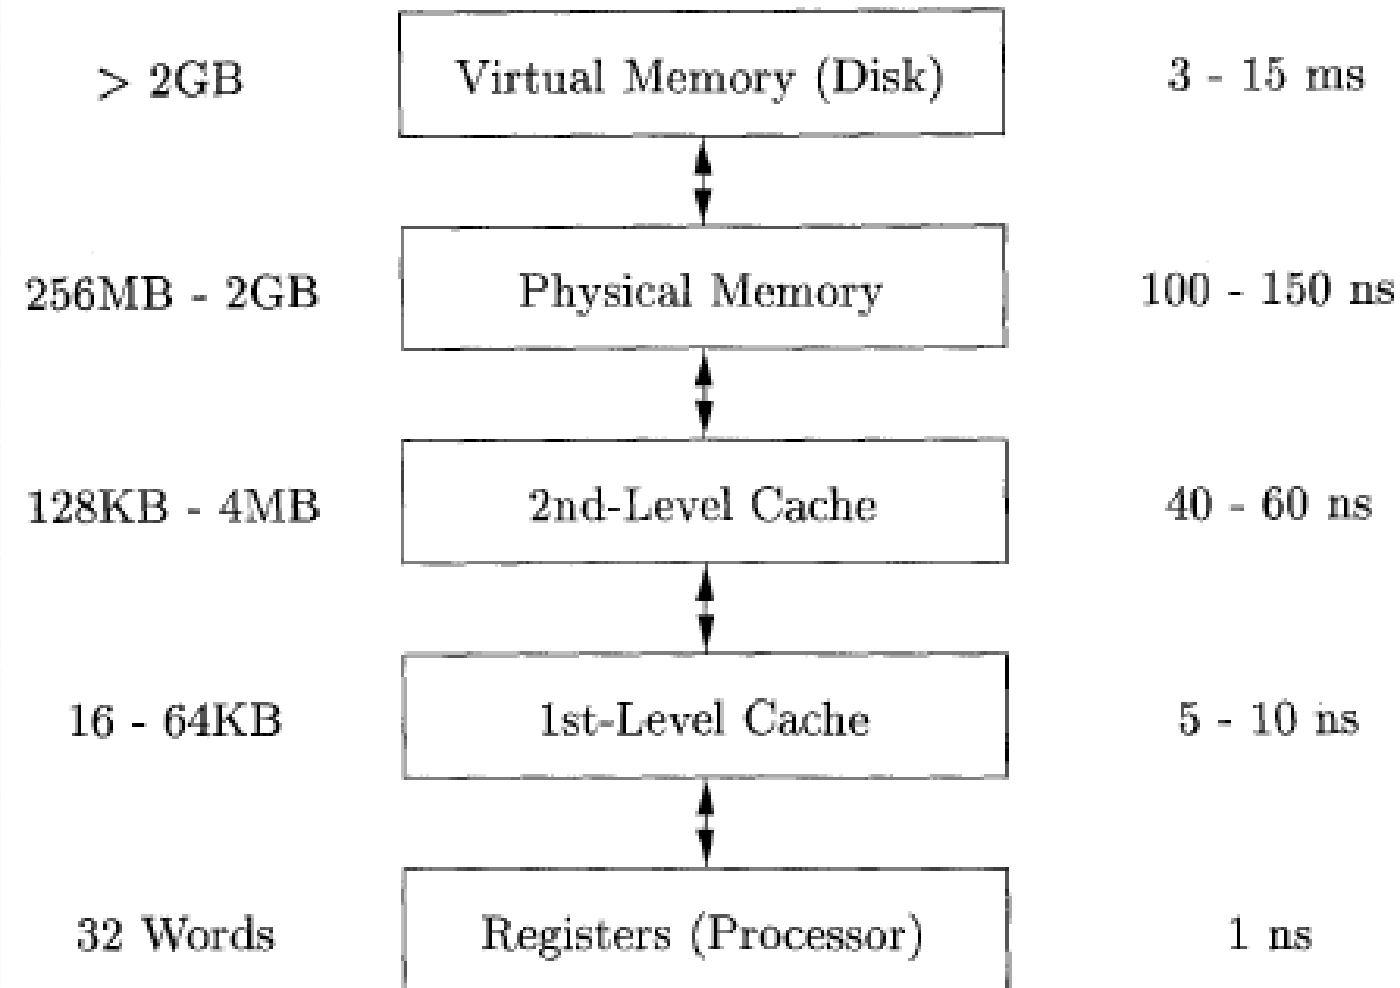 > 2GB Virtual Memory (Disk) 3 - 15 ms
256MB - 2GB Physical Memory 100 - 150 ns
128KB - 4MB 2nd-Level Cache 40 - 60 ns
16 - 64KB 1st-Level Cache 5 - 10 ns
32 Words Registers (Processor) 1 ns